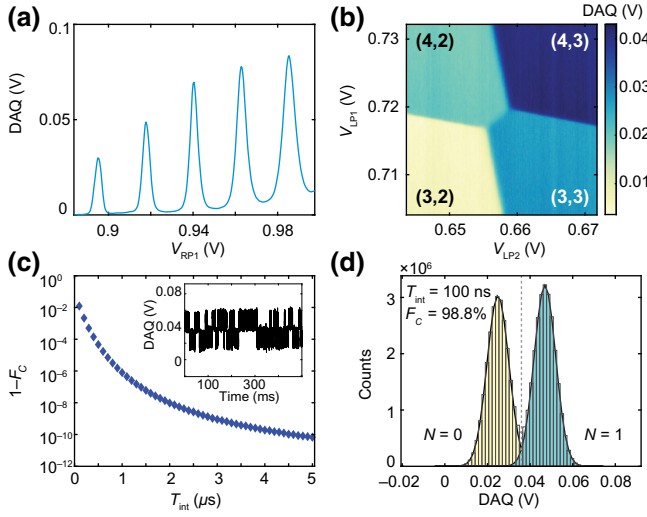 (a)
0.1
0.05
0
DAQ (V)
0.9
0.94
0.98
V_RP1 (V)
(b)
DAQ (V)
0.732
0.72
0.71
V_LP1 (V)
(4,2)
(4,3)
(3,2)
(3,3)
0.65
0.66
0.67
V_LP2 (V)
0.04
0.03
0.02
0.01
(c)
10^0
10^−2
10^−4
10^−6
10^−8
10^−10
10^−12
1−F_C
0
1
2
3
4
5
T_int (μs)
0.09
0.04
0
DAQ (V)
100
300
Time (ms)
(d)
×10^6
3
2
1
0
Counts
T_int = 100 ns
F_C = 98.8%
N = 0
N = 1
−0.02
0
0.02
0.04
0.06
0.08
DAQ (V)